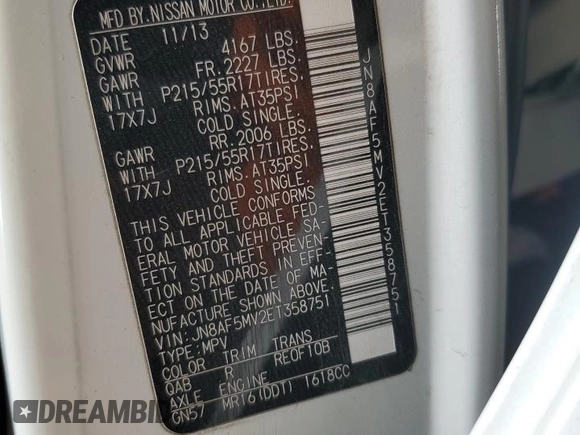 MFD BY.NISSAN MOTOR CO.,LTD.
DATE 11/13
GVWR 4167 LBS.
GAWR FR. 2227 LBS.
WITH P215/55R17TIRES.
17X7J RIMS AT35PSI
COLD SINGLE.
GAWR RR. 2006 LBS.
WITH P215/55R17TIRES.
17X7J RIMS AT35PSI
COLD SINGLE.
THIS VEHICLE CONFORMS
TO ALL APPLICABLE FED-
ERAL MOTOR VEHICLE SA-
FETY AND THEFT PREVEN-
TION STANDARDS IN EFF-
ECT ON THE DATE OF MA-
NUFACTURE SHOWN ABOVE.
VIN: JN8AF5MV2ET358751
TYPE:MPV
COLOR TRIM TRANS
QAB R RE0F10B
AXLE ENGINE
GN57 MR16(DDT) 1618CC
JN8AF5MV2ET358751
DREAMBID